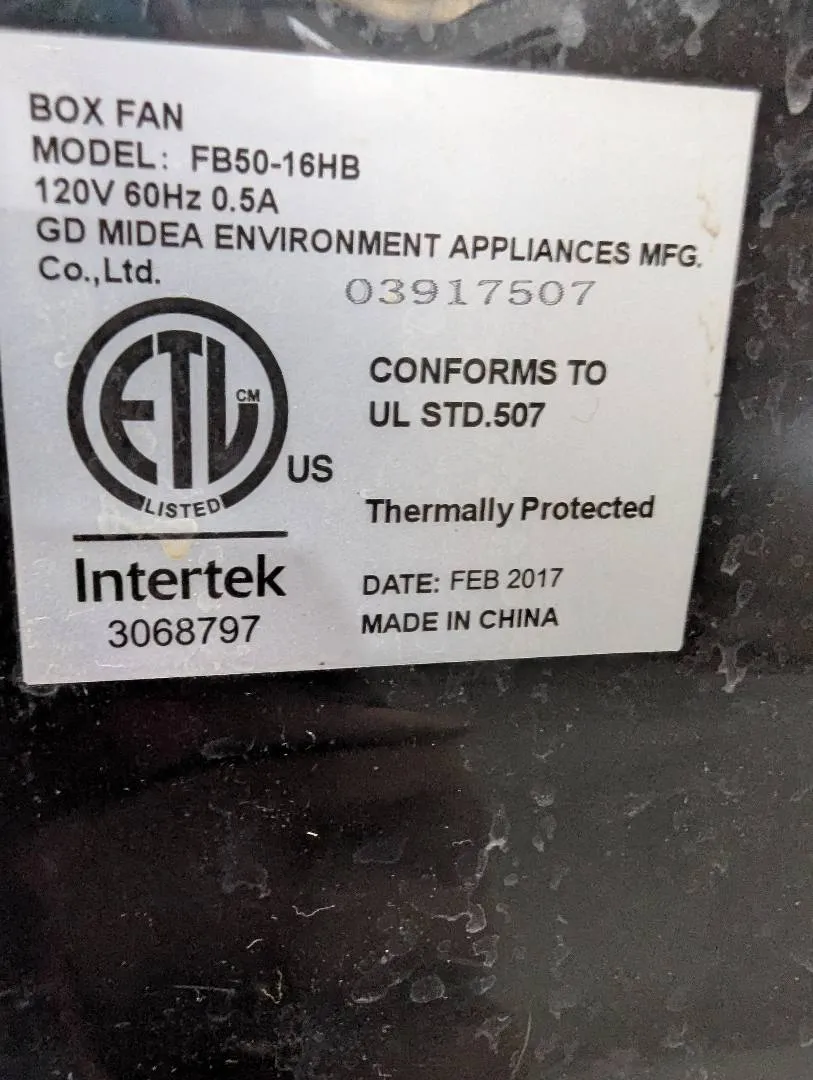 BOX FAN
MODEL: FB50-16HB
120V 60Hz 0.5A
GD MIDEA ENVIRONMENT APPLIANCES MFG.
Co.,Ltd.
03917507
ETL CM
LISTED
US
Intertek
3068797
CONFORMS TO
UL STD.507
Thermally Protected
DATE: FEB 2017
MADE IN CHINA